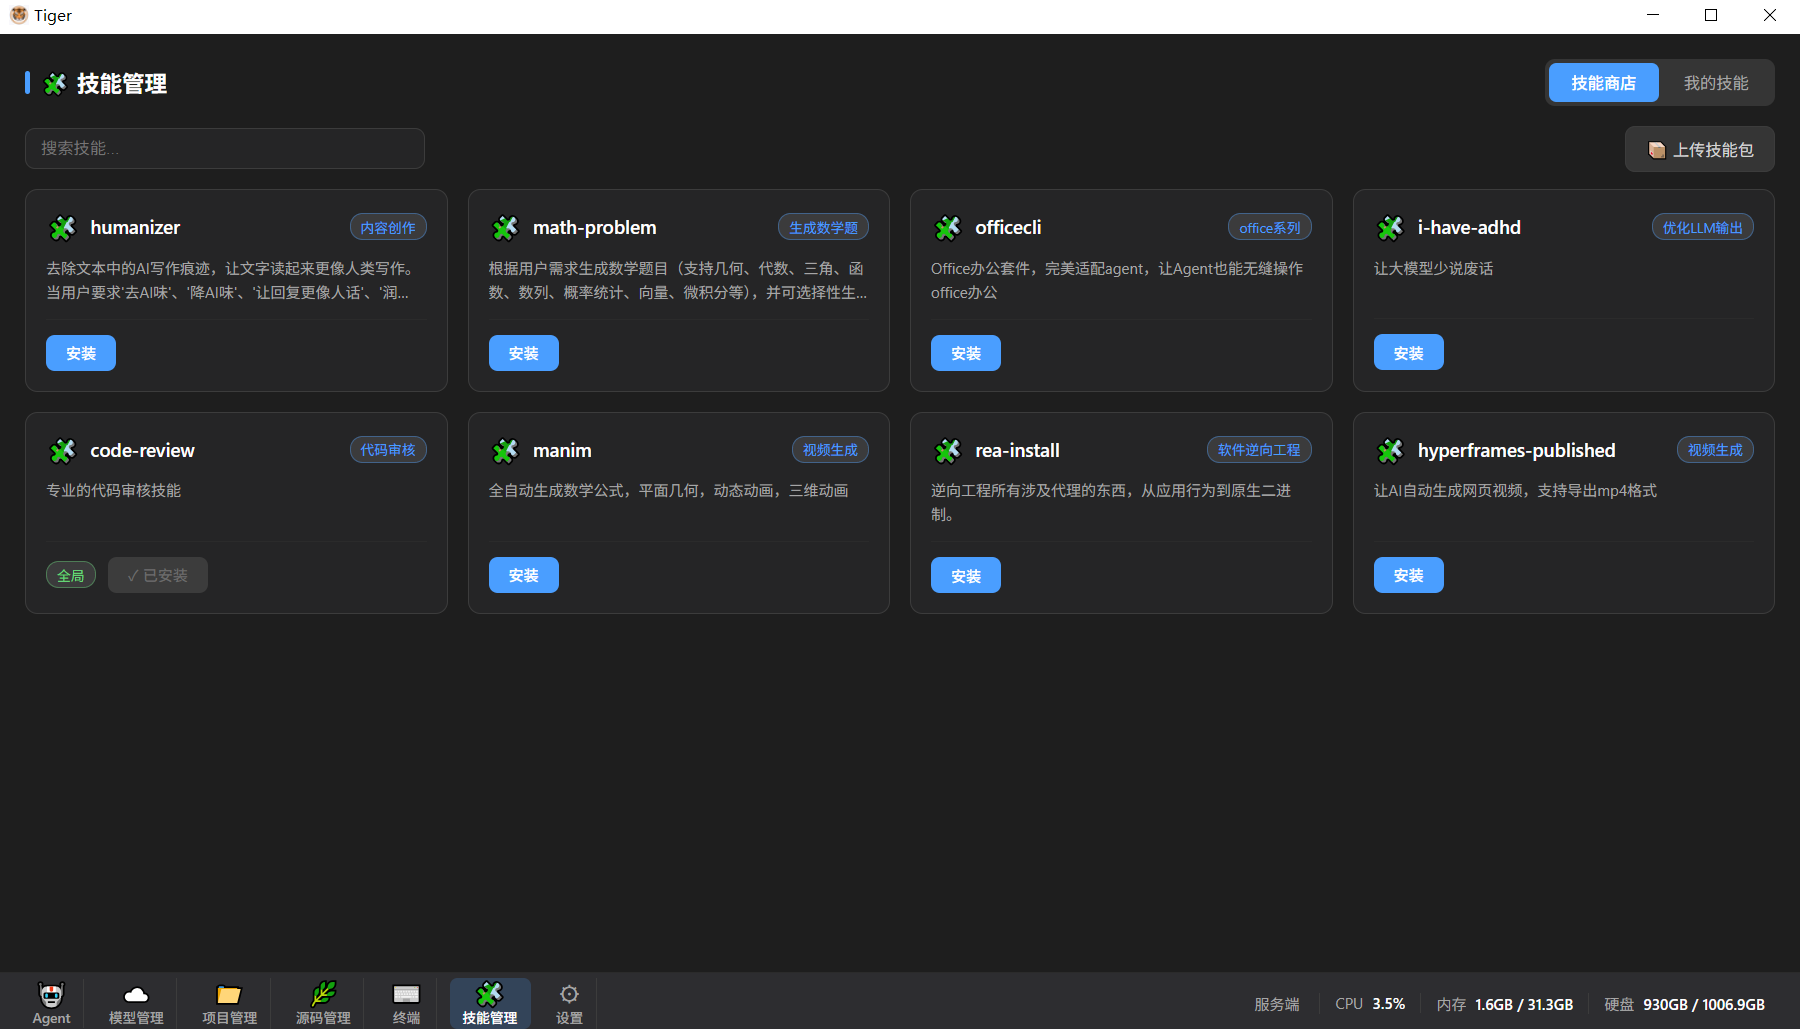 Tiger
技能管理
技能商店
我的技能
搜索技能...
上传技能包
humanizer
内容创作
去除文本中的AI写作痕迹，让文字读起来更像人类写作。
当用户要求'去AI味'、'降AI味'、'让回复更像人话'、'润...
安装
math-problem
生成数学题
根据用户需求生成数学题目（支持几何、代数、三角、函
数、数列、概率统计、向量、微积分等），并可选择性生...
安装
officecli
office系列
Office办公套件，完美适配agent，让Agent也能无缝操作
office办公
安装
i-have-adhd
优化LLM输出
让大模型少说废话
安装
code-review
代码审核
专业的代码审核技能
全局
✓ 已安装
manim
视频生成
全自动生成数学公式，平面几何，动态动画，三维动画
安装
rea-install
软件逆向工程
逆向工程所有涉及代理的东西，从应用行为到原生二进
制。
安装
hyperframes-published
视频生成
让AI自动生成网页视频，支持导出mp4格式
安装
Agent
模型管理
项目管理
源码管理
终端
技能管理
设置
服务端
CPU 3.5%
内存 1.6GB / 31.3GB
硬盘 930GB / 1006.9GB